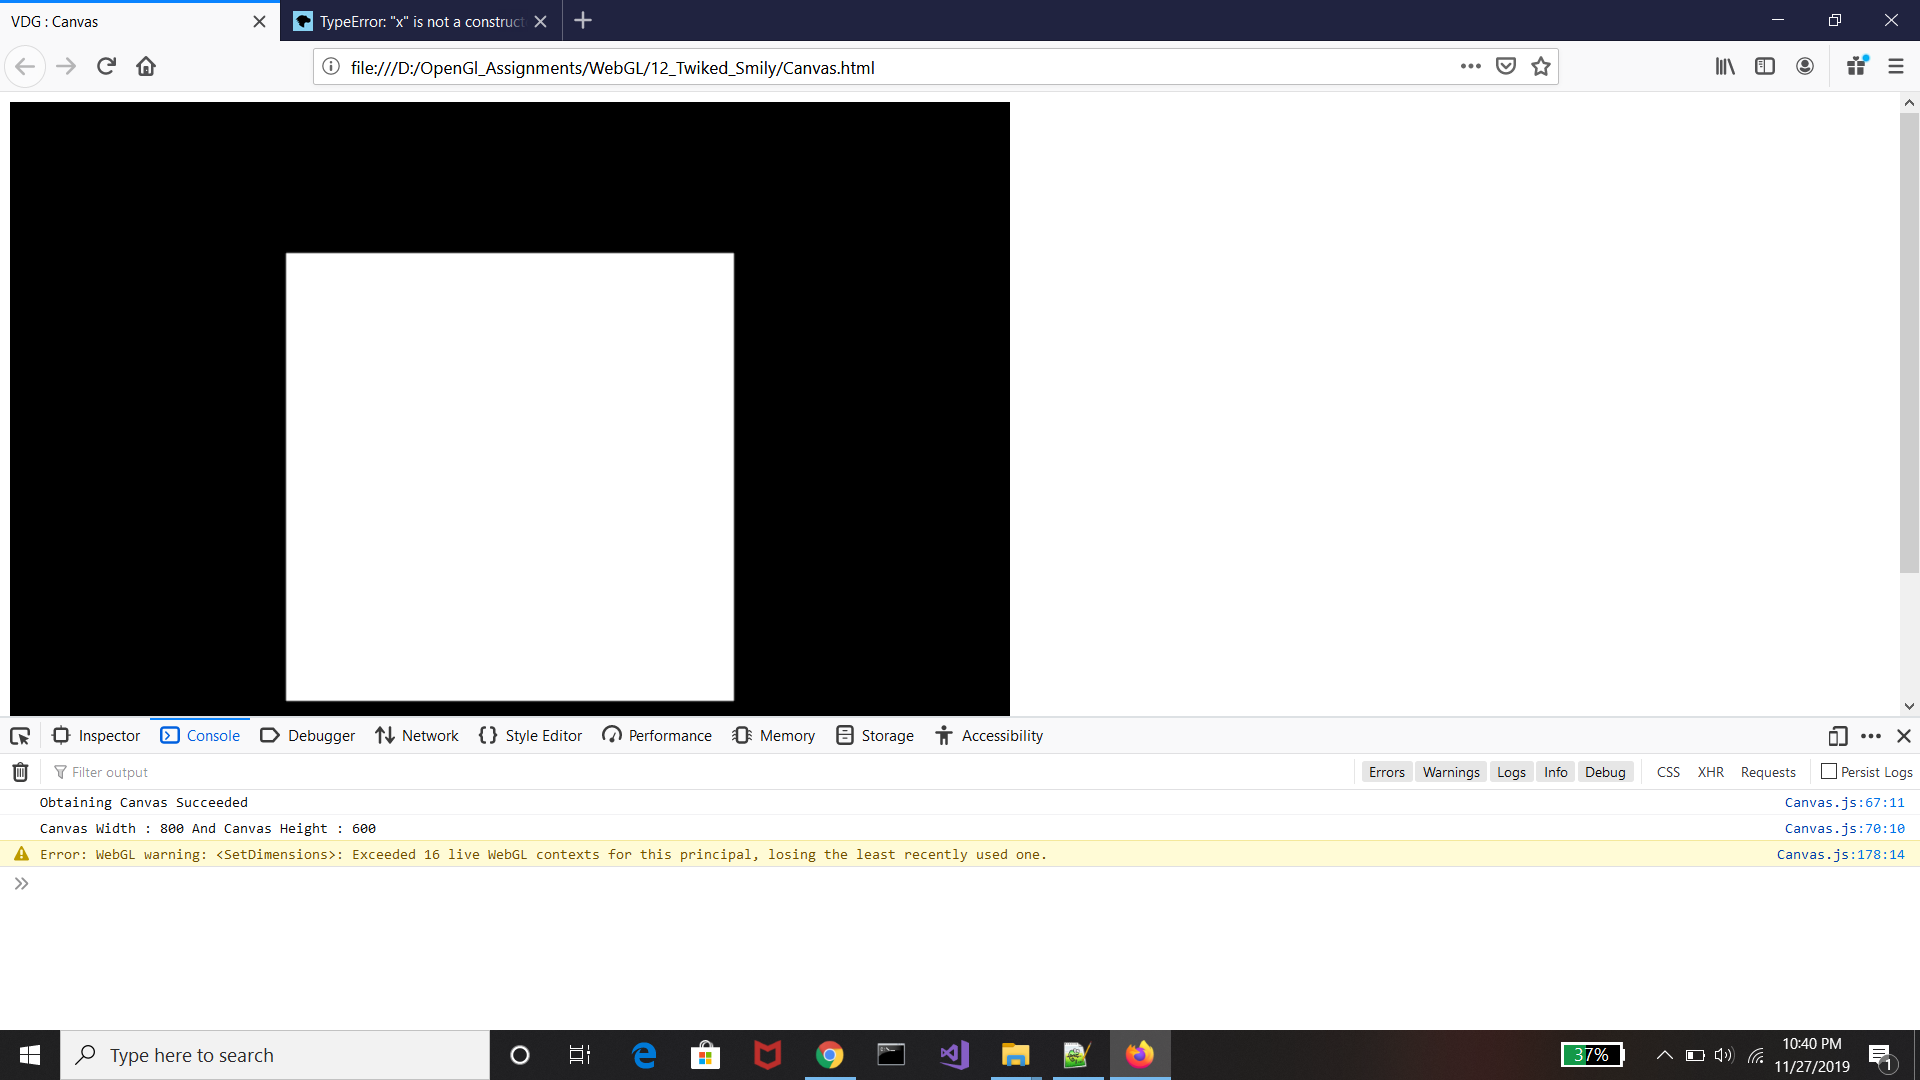 VDG : Canvas
TypeError: "x" is not a construct
file:///D:/OpenGl_Assignments/WebGL/12_Twiked_Smily/Canvas.html
Inspector Console Debugger Network Style Editor Performance Memory Storage Accessibility
Filter output Errors Warnings Logs Info Debug CSS XHR Requests Persist Logs
Obtaining Canvas Succeeded Canvas.js:67:11
Canvas Width : 800 And Canvas Height : 600 Canvas.js:70:10
Error: WebGL warning: <SetDimensions>: Exceeded 16 live WebGL contexts for this principal, losing the least recently used one. Canvas.js:178:14
Type here to search
37%
10:40 PM
11/27/2019
1